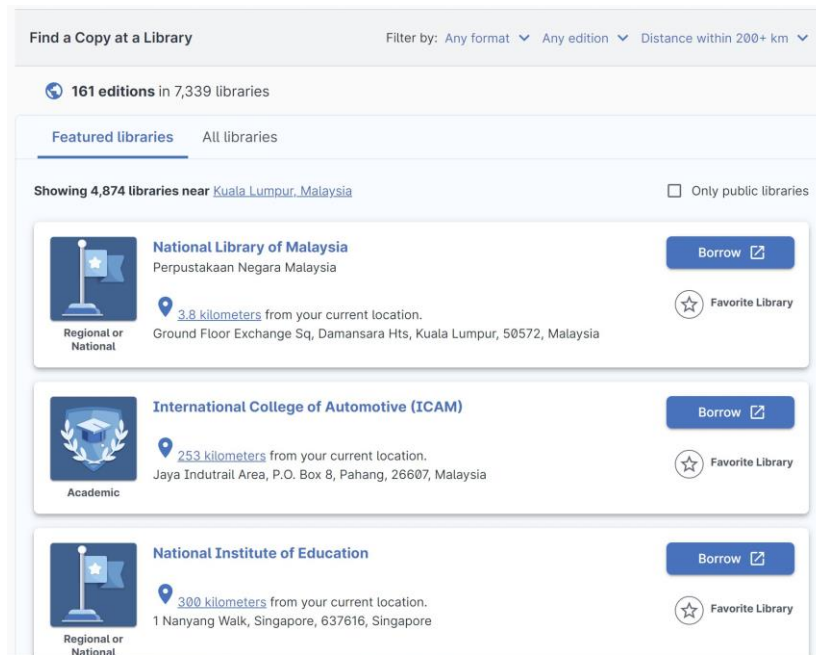 Find a Copy at a Library
Filter by: Any format Any edition Distance within 200+ km
161 editions in 7,339 libraries
Featured libraries All libraries
Showing 4,874 libraries near Kuala Lumpur, Malaysia
Only public libraries
National Library of Malaysia
Perpustakaan Negara Malaysia
3.8 kilometers from your current location.
Ground Floor Exchange Sq, Damansara Hts, Kuala Lumpur, 50572, Malaysia
Regional or
National
Borrow
Favorite Library
International College of Automotive (ICAM)
253 kilometers from your current location.
Jaya Indutrail Area, P.O. Box 8, Pahang, 26607, Malaysia
Academic
Borrow
Favorite Library
National Institute of Education
300 kilometers from your current location.
1 Nanyang Walk, Singapore, 637616, Singapore
Regional or
National
Borrow
Favorite Library